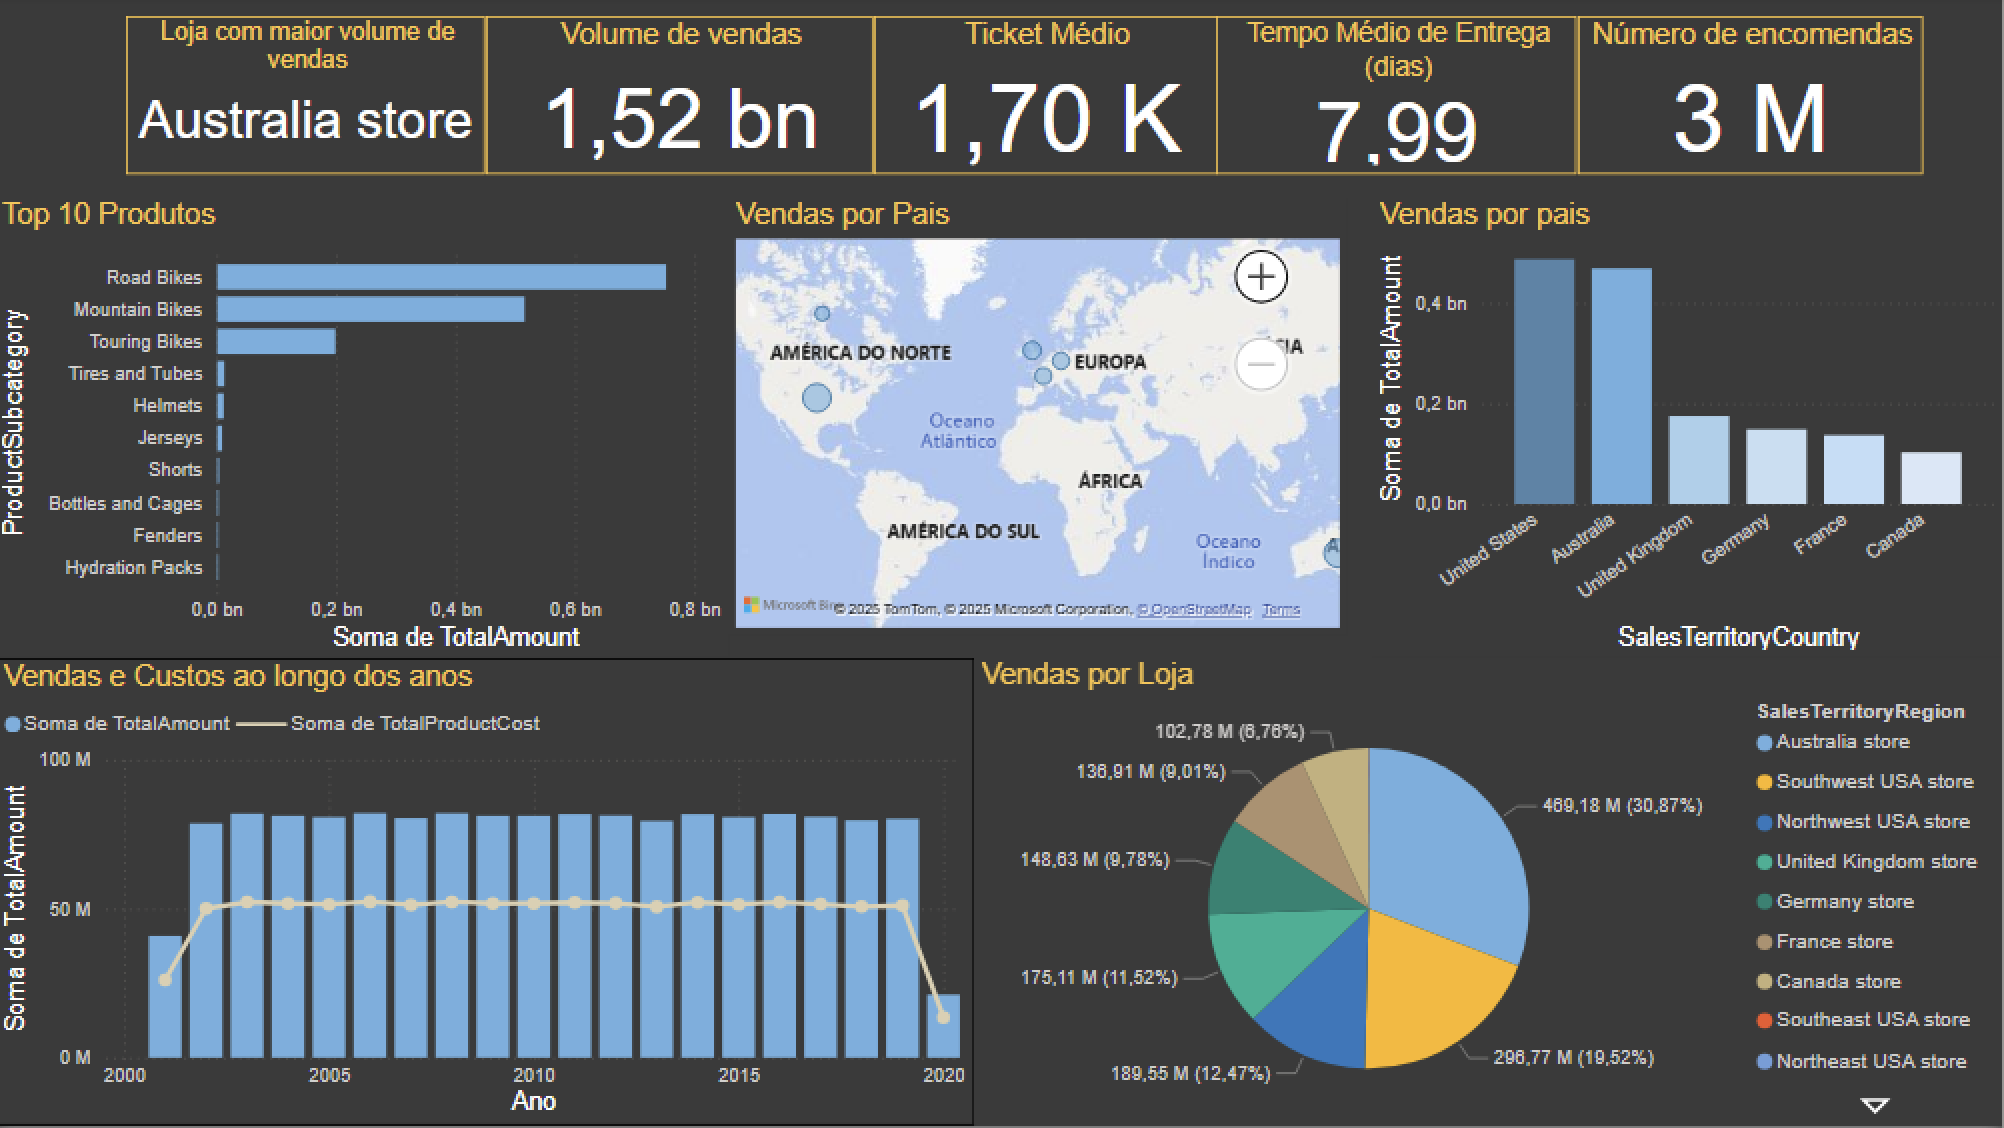 Loja com maior volume de
vendas
Australia store
Volume de vendas
1,52 bn
Ticket Médio
1,70 K
Tempo Médio de Entrega
(dias)
7,99
Número de encomendas
3 M
Top 10 Produtos
ProductSubcategory
Road Bikes
Mountain Bikes
Touring Bikes
Tires and Tubes
Helmets
Jerseys
Shorts
Bottles and Cages
Fenders
Hydration Packs
0,0 bn
0,2 bn
0,4 bn
0,6 bn
0,8 bn
Soma de TotalAmount
Vendas por Pais
AMÉRICA DO NORTE
EUROPA
Oceano
Atlântico
ÁFRICA
AMÉRICA DO SUL
Oceano
Índico
Microsoft
© 2025 TomTom, © 2025 Microsoft Corporation, © OpenStreetMap Terms
Vendas por pais
Soma de TotalAmount
0,4 bn
0,2 bn
0,0 bn
United States
Australia
United Kingdom
Germany
France
Canada
SalesTerritoryCountry
Vendas e Custos ao longo dos anos
Soma de TotalAmount
Soma de TotalProductCost
Soma de TotalAmount
100 M
50 M
0 M
2000
2005
2010
2015
2020
Ano
Vendas por Loja
102,78 M (6,76%)
136,91 M (9,01%)
148,63 M (9,78%)
175,11 M (11,52%)
189,55 M (12,47%)
469,18 M (30,87%)
296,77 M (19,52%)
SalesTerritoryRegion
Australia store
Southwest USA store
Northwest USA store
United Kingdom store
Germany store
France store
Canada store
Southeast USA store
Northeast USA store